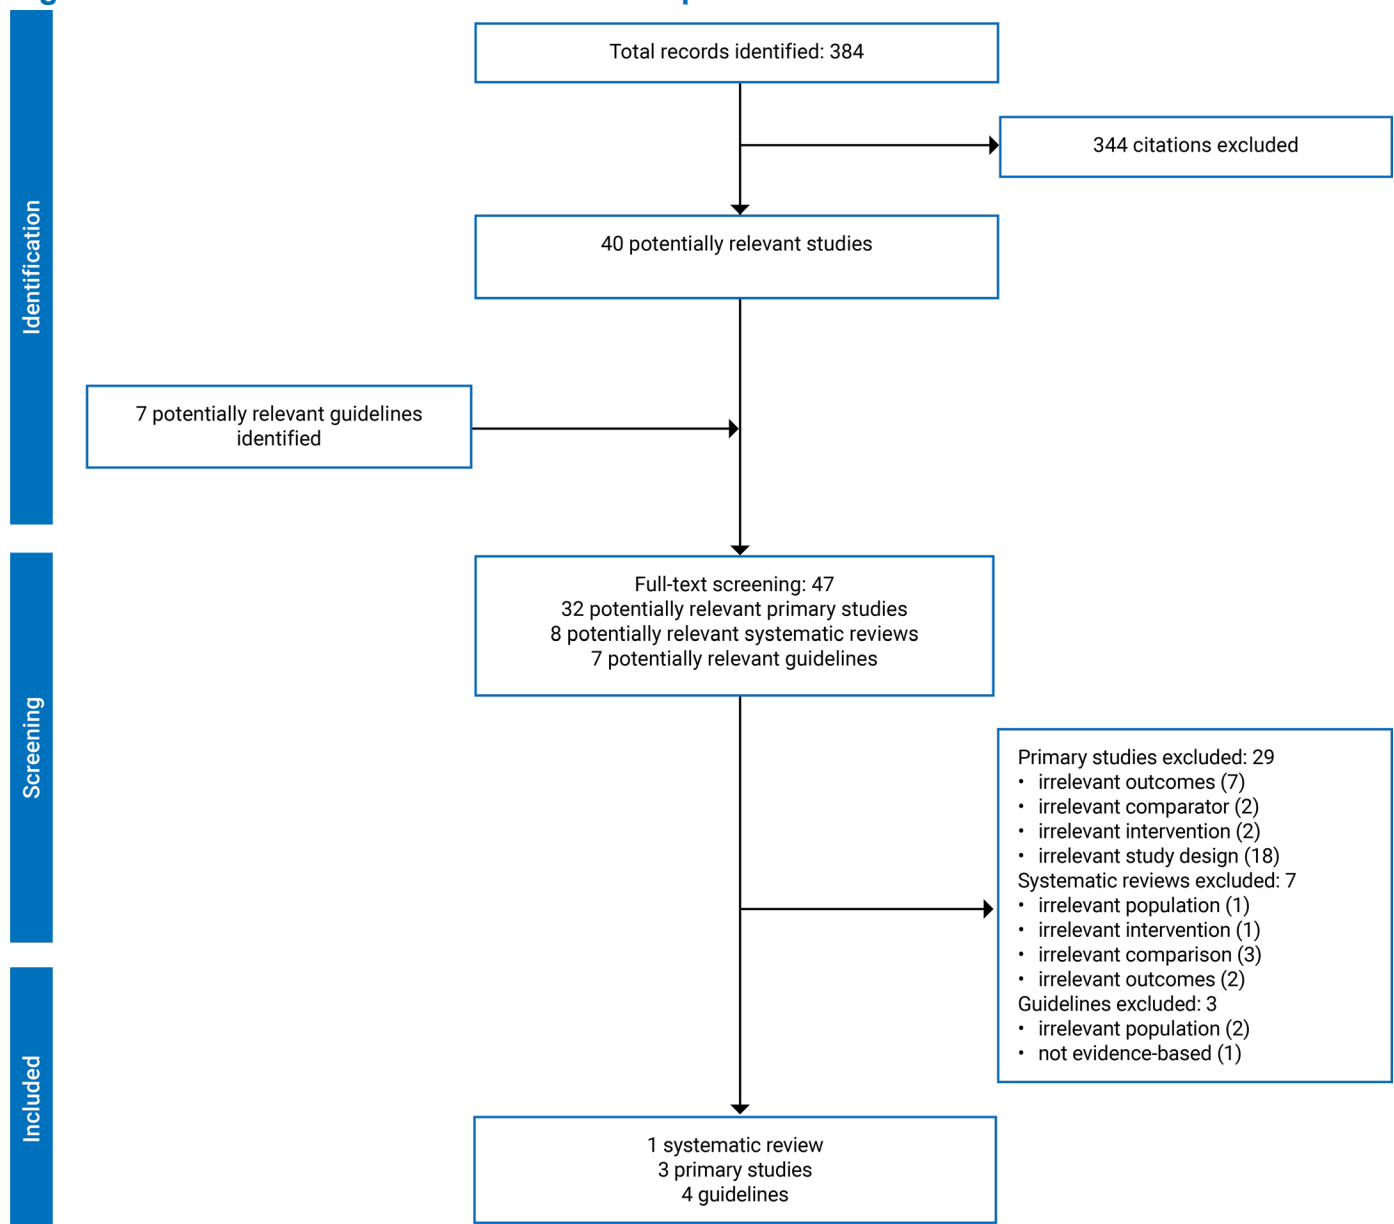 Total records identified: 384
344 citations excluded
Identification
40 potentially relevant studies
7 potentially relevant guidelines
identified
Full-text screening: 47
32 potentially relevant primary studies
8 potentially relevant systematic reviews
7 potentially relevant guidelines
Screening
Primary studies excluded: 29
• irrelevant outcomes (7)
• irrelevant comparator (2)
• irrelevant intervention (2)
• irrelevant study design (18)
Systematic reviews excluded: 7
• irrelevant population (1)
• irrelevant intervention (1)
• irrelevant comparison (3)
• irrelevant outcomes (2)
Guidelines excluded: 3
• irrelevant population (2)
• not evidence-based (1)
Included
1 systematic review
3 primary studies
4 guidelines